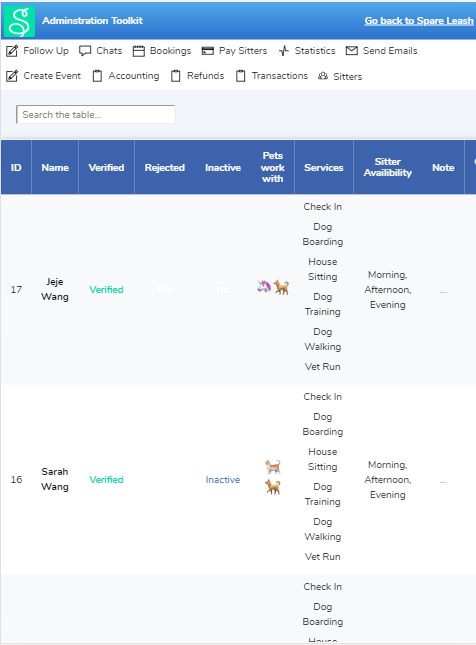 Adminstration Toolkit
Go back to Spare Leash
Follow Up Chats Bookings Pay Sitters Statistics Send Emails
Create Event Accounting Refunds Transactions Sitters
Search the table...
ID Name Verified Rejected Inactive Pets work with Services Sitter Availibility Note
17 Jeje Wang Verified
Check In
Dog Boarding
House Sitting
Dog Training
Dog Walking
Vet Run
Morning, Afternoon, Evening
...
16 Sarah Wang Verified Inactive
Check In
Dog Boarding
House Sitting
Dog Training
Dog Walking
Vet Run
Morning, Afternoon, Evening
...
Check In
Dog Boarding
House